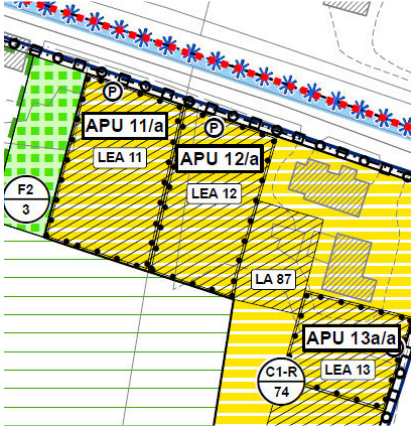 P
APU 11/a
P
LEA 11
APU 12/a
F2
3
LEA 12
LA 87
APU 13a/a
C1-R
74
LEA 13